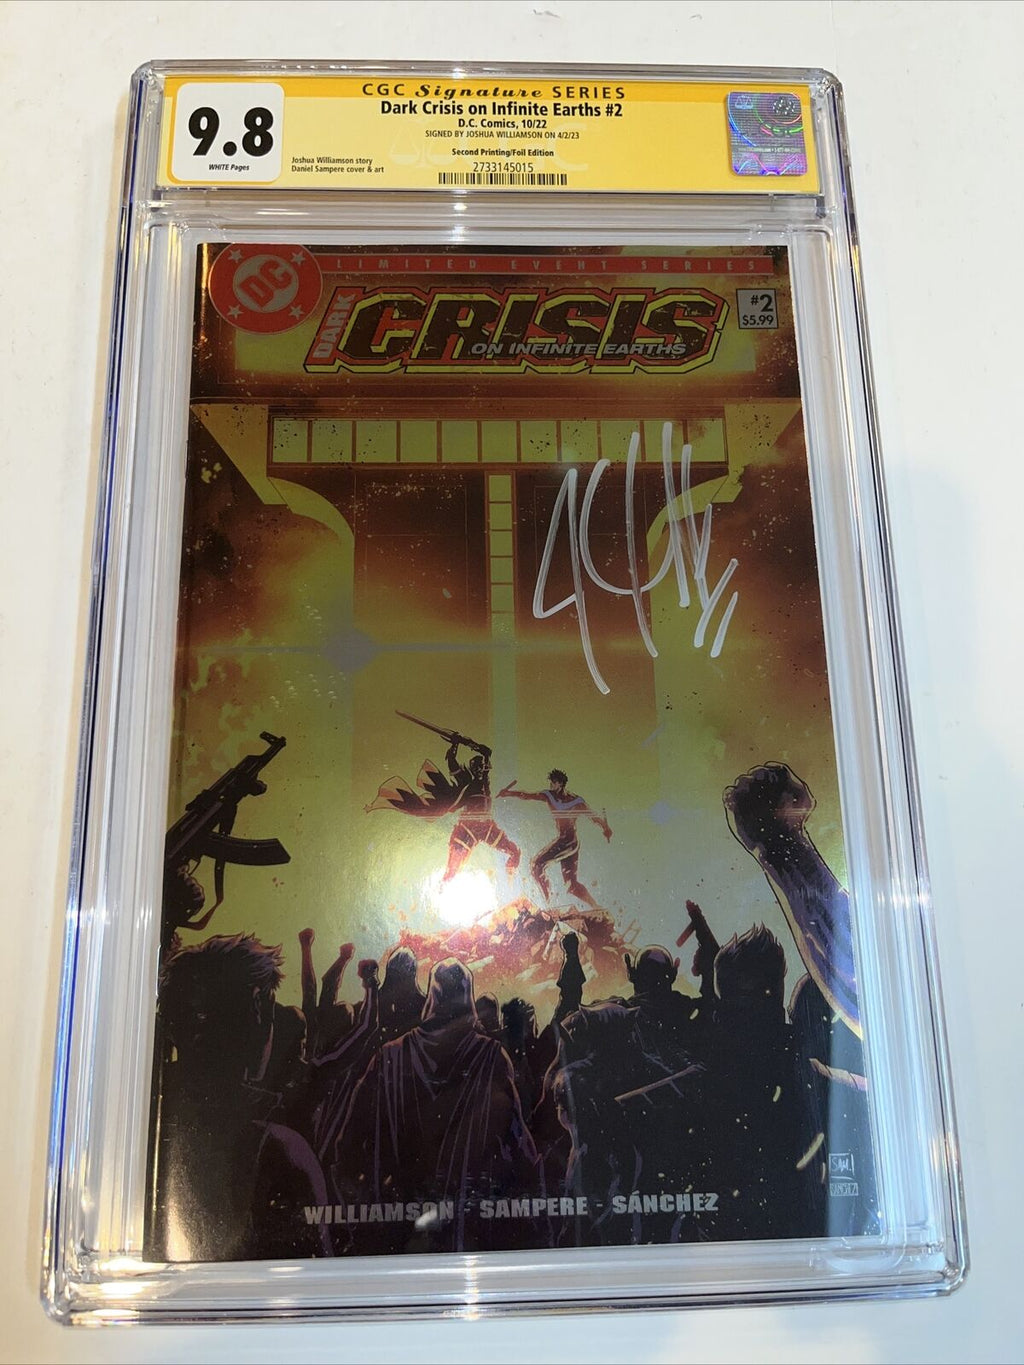 CGC Signature SERIES
Dark Crisis on Infinite Earths #2
D.C. Comics, 10/22
SIGNED BY JOSHUA WILLIAMSON ON 4/2/23
9.8
WHITE Pages
Joshua Williamson story
Daniel Sampere cover & art
Second Printing/Foil Edition
2733145015
DC
LIMITED EVENT SERIES
DARK
CRISIS
ON INFINITE EARTHS
#2
$5.99
SAM.
SÁNCHEZ
WILLIAMSON - SAMPERE - SÁNCHEZ